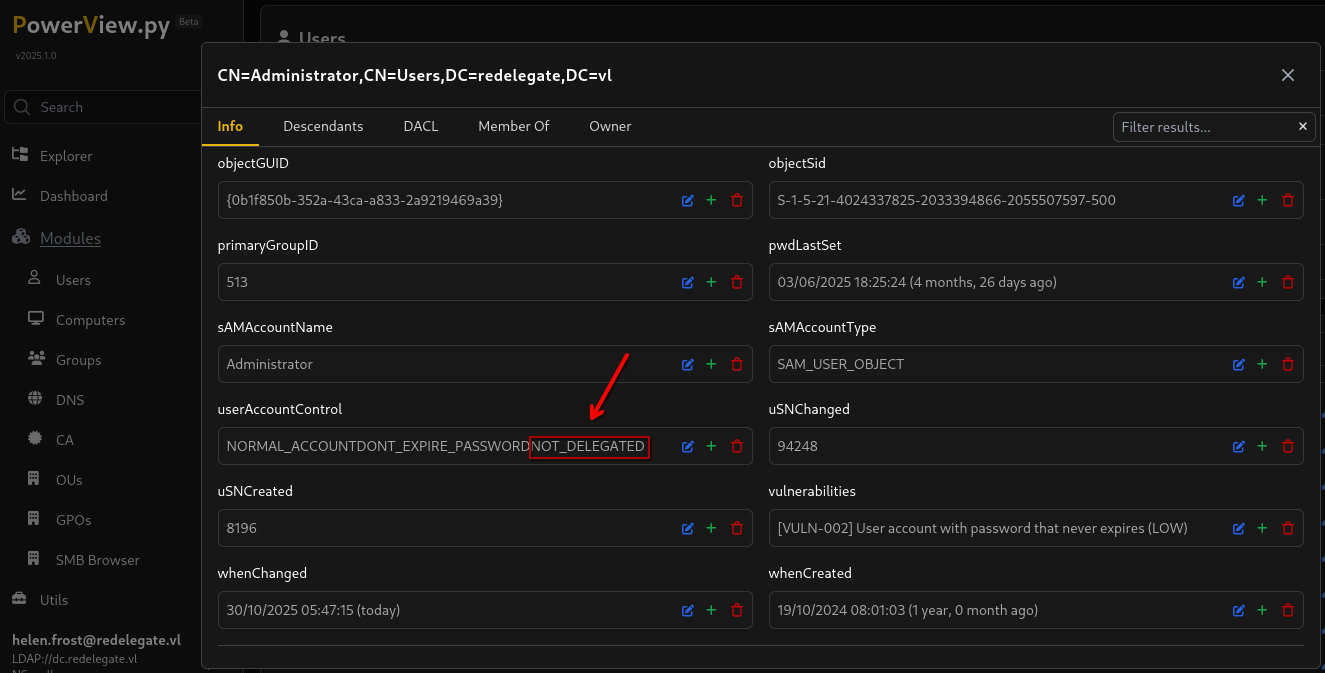 PowerView.py Beta
v2025.1.0
Search
Explorer
Dashboard
Modules
Users
Computers
Groups
DNS
CA
OUs
GPOs
SMB Browser
Utils
helen.frost@redelegate.vl
LDAP://dc.redelegate.vl
Users
CN=Administrator,CN=Users,DC=redelegate,DC=vl
Info Descendants DACL Member Of Owner Filter results...
objectGUID objectSid
{0b1f850b-352a-43ca-a833-2a9219469a39} S-1-5-21-4024337825-2033394866-2055507597-500
primaryGroupID pwdLastSet
513 03/06/2025 18:25:24 (4 months, 26 days ago)
sAMAccountName sAMAccountType
Administrator SAM_USER_OBJECT
userAccountControl uSNChanged
NORMAL_ACCOUNTDONT_EXPIRE_PASSWORDNOT_DELEGATED 94248
uSNCreated vulnerabilities
8196 [VULN-002] User account with password that never expires (LOW)
whenChanged whenCreated
30/10/2025 05:47:15 (today) 19/10/2024 08:01:03 (1 year, 0 month ago)